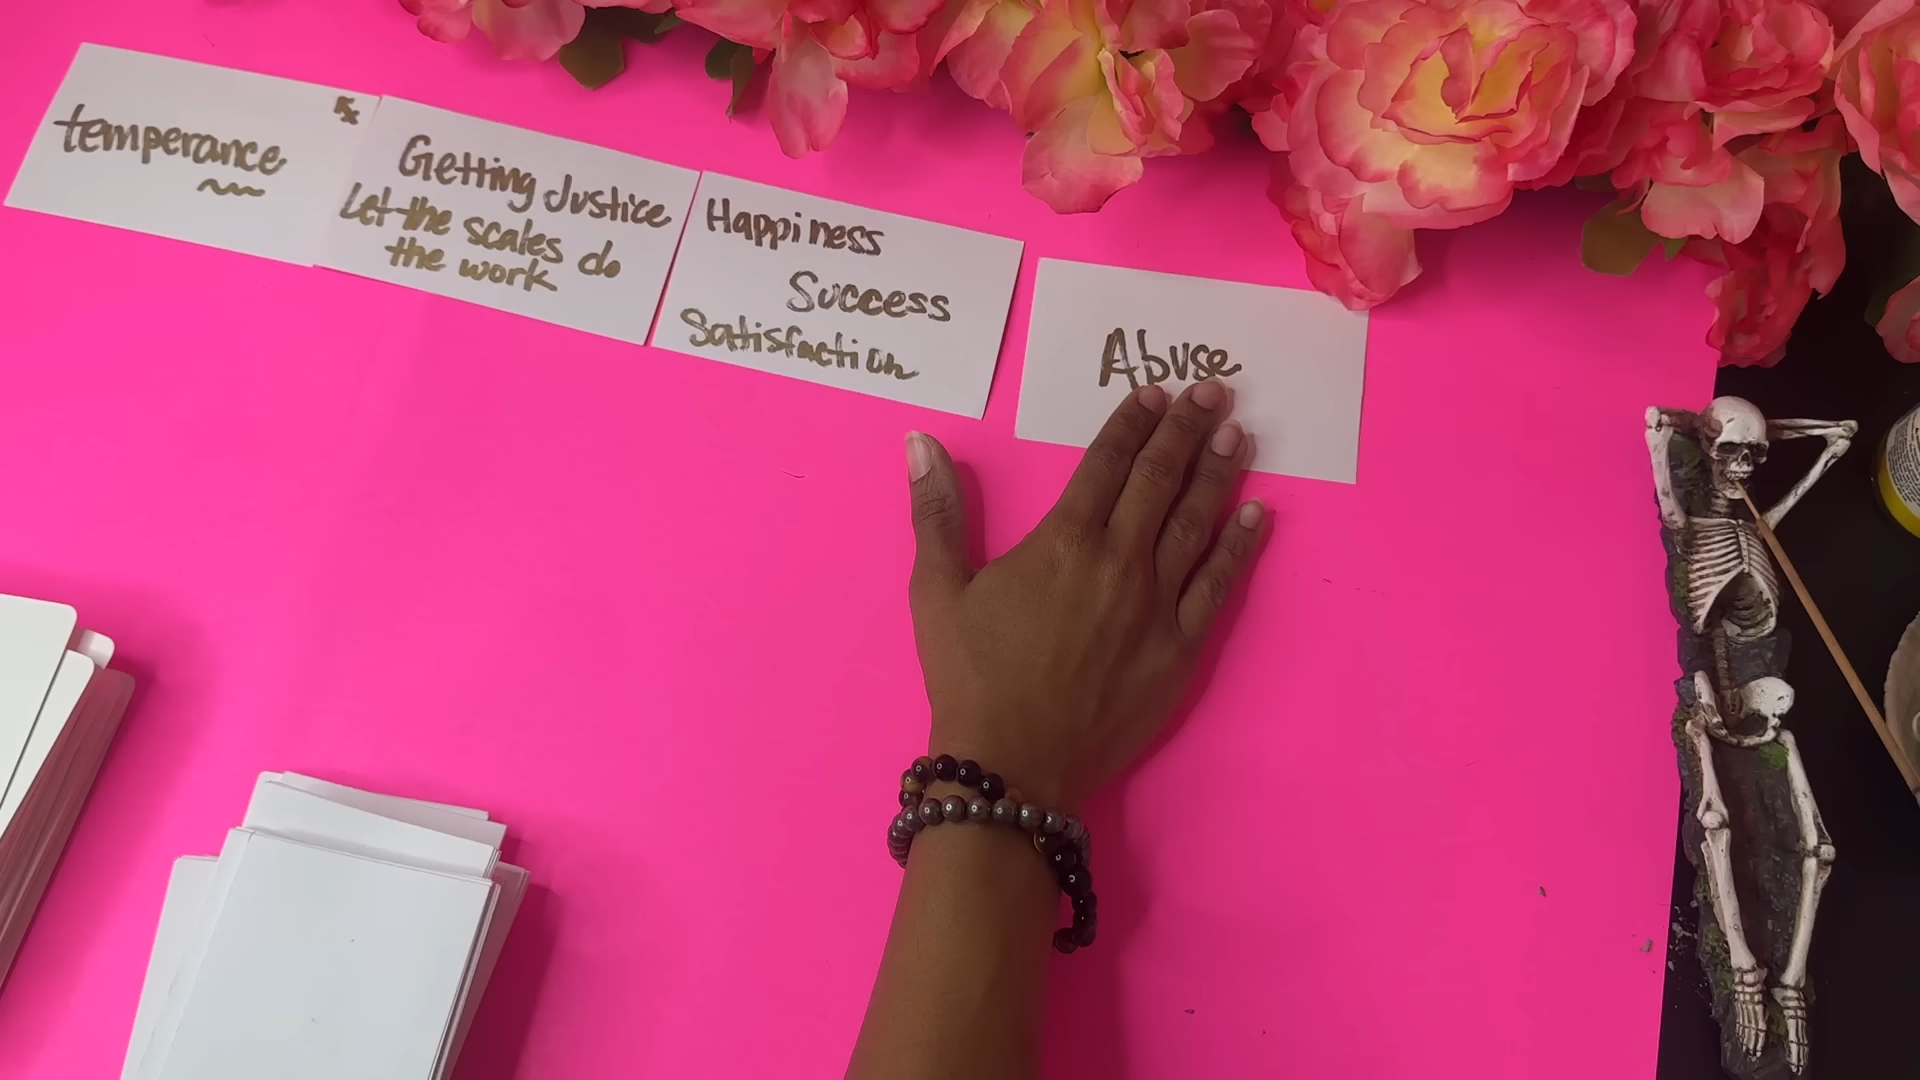 temperance
Getting Justice
Let the scales do
the work
Happiness
Success
Satisfaction
Abuse